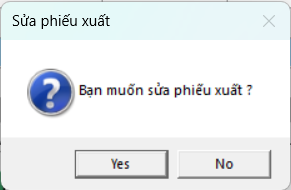 Sửa phiếu xuất
Bạn muốn sửa phiếu xuất ?
Yes
No